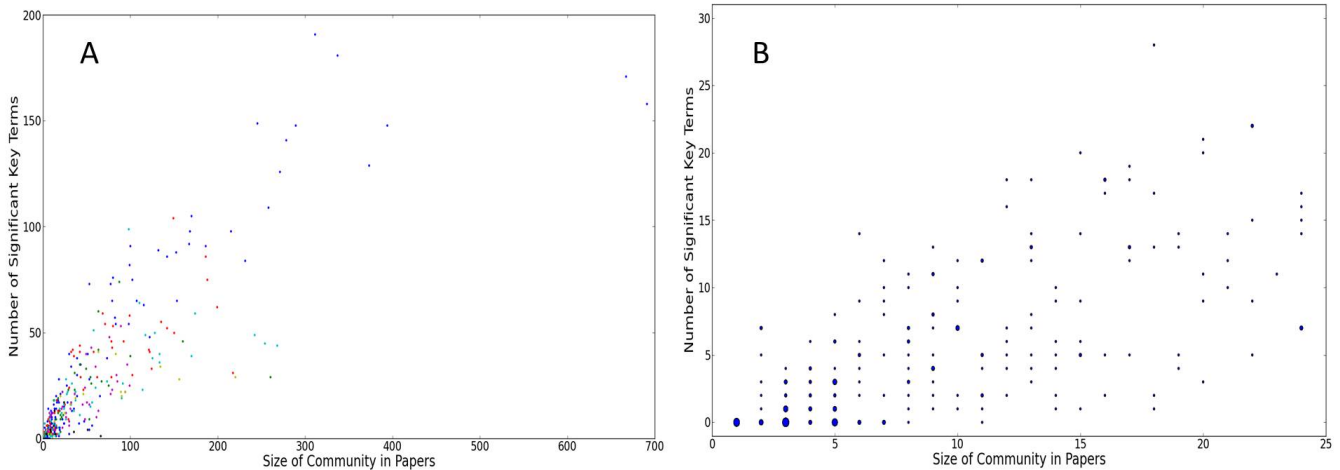 A
Number of Significant Key Terms
200
150
100
50
0
0 100 200 300 400 500 600 700
Size of Community in Papers
B
Number of Significant Key Terms
30
25
20
15
10
5
0
0 5 10 15 20 25
Size of Community in Papers